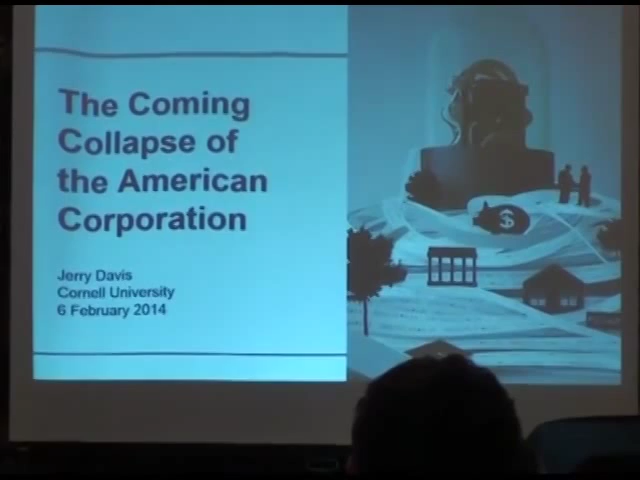 The Coming
Collapse of
the American
Corporation
Jerry Davis
Cornell University
6 February 2014
$